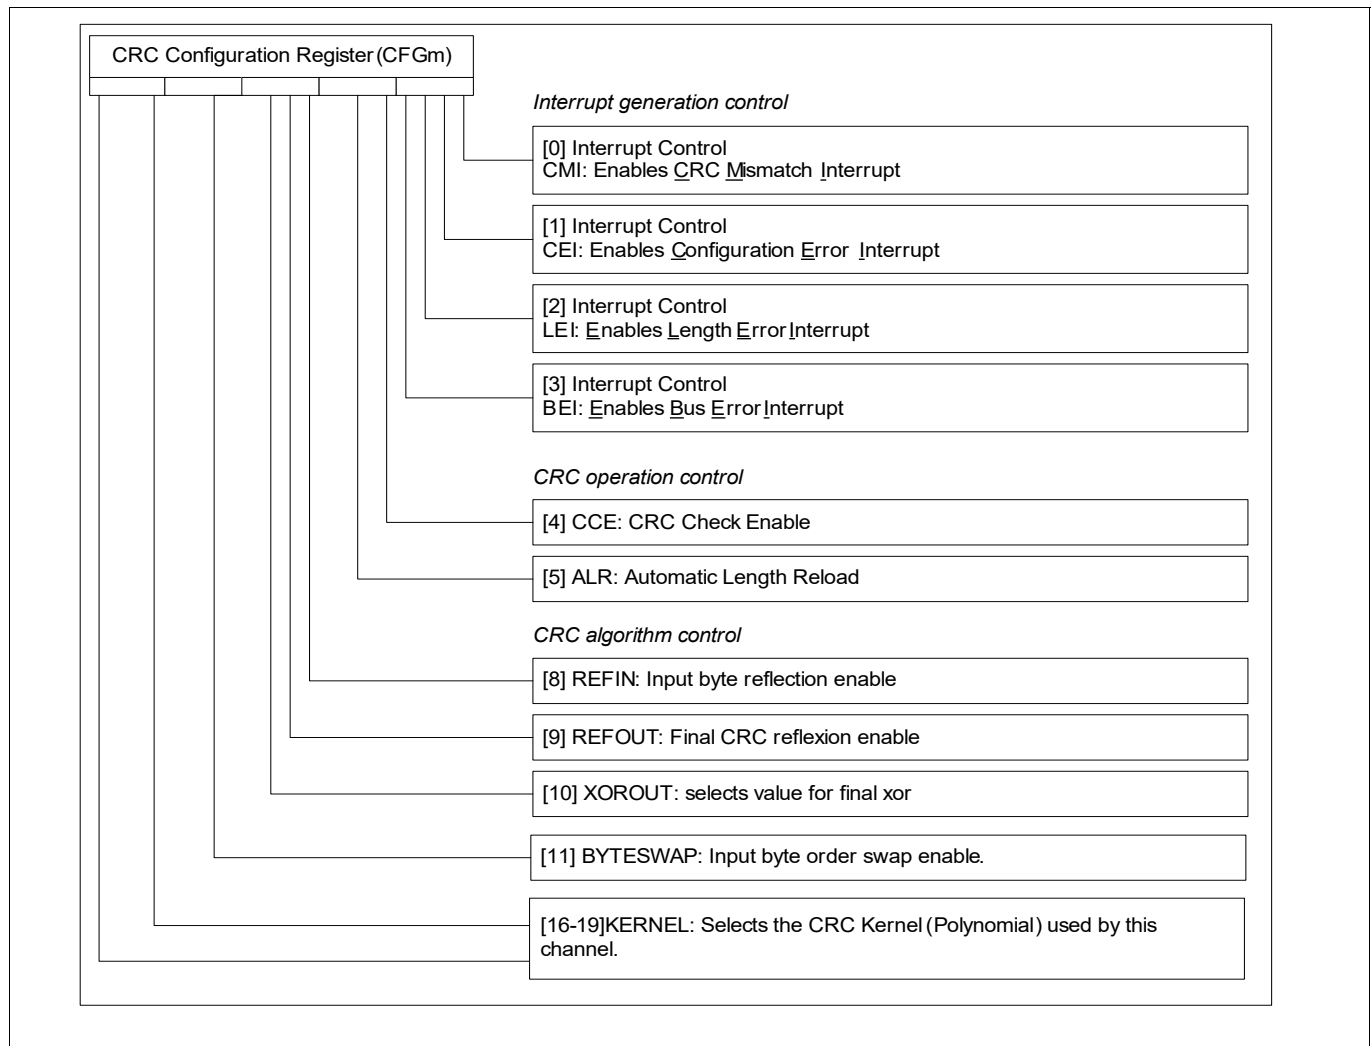 CRC Configuration Register (CFGm)
Interrupt generation control
[0] Interrupt Control
CMI: Enables CRC Mismatch Interrupt
[1] Interrupt Control
CEI: Enables Configuration Error Interrupt
[2] Interrupt Control
LEI: Enables Length Error Interrupt
[3] Interrupt Control
BEI: Enables Bus Error Interrupt
CRC operation control
[4] CCE: CRC Check Enable
[5] ALR: Automatic Length Reload
CRC algorithm control
[8] REFIN: Input byte reflection enable
[9] REFOUT: Final CRC reflexion enable
[10] XOROUT: selects value for final xor
[11] BYTESWAP: Input byte order swap enable.
[16-19]KERNEL: Selects the CRC Kernel (Polynomial) used by this
channel.